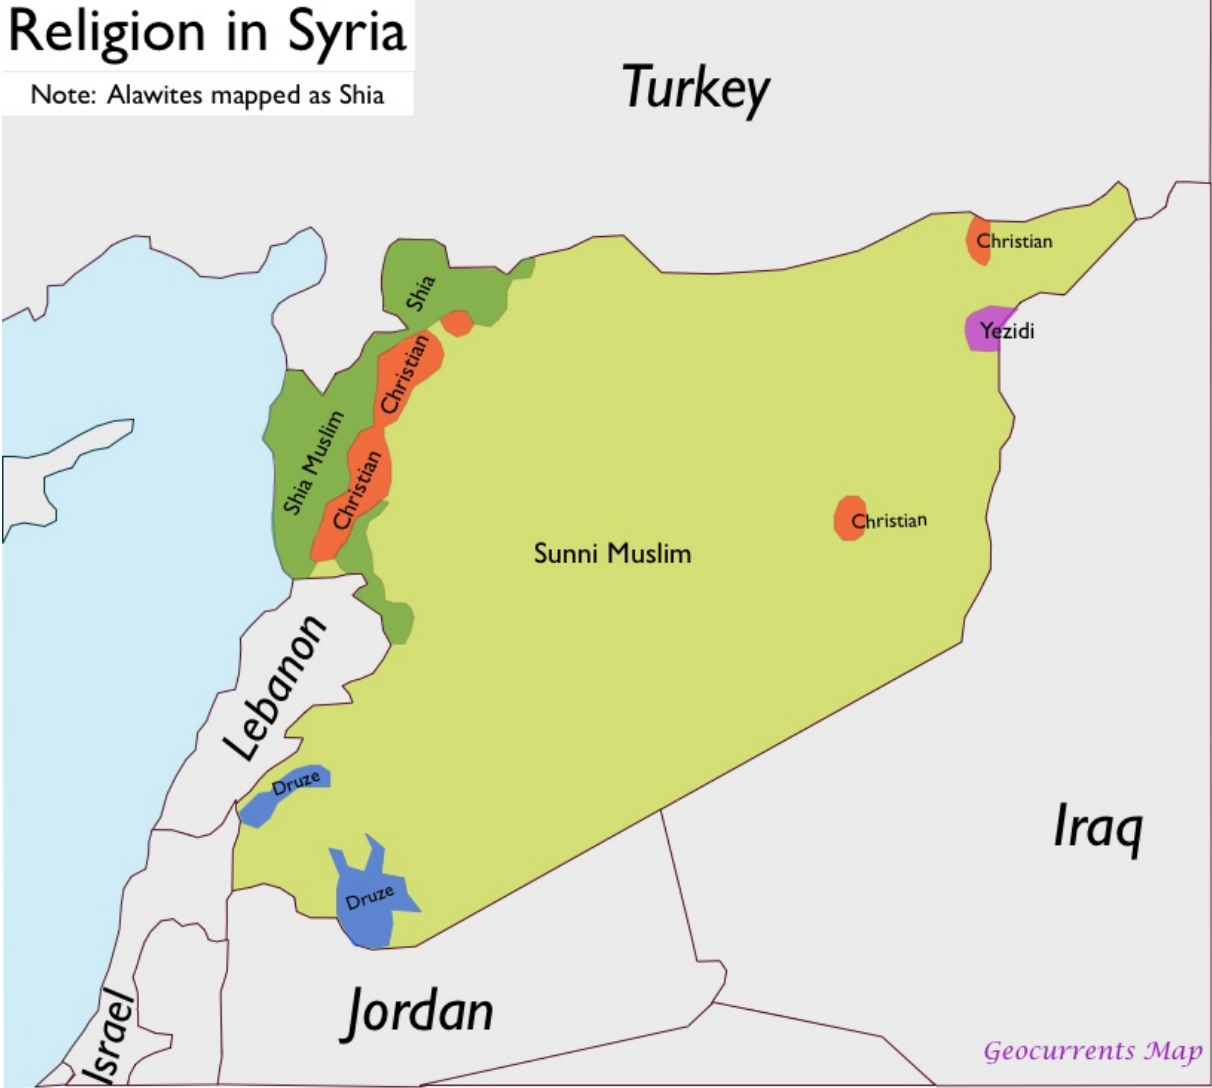 Religion in Syria
Note: Alawites mapped as Shia
Turkey
Christian
Shia
Yezidi
Christian
Shia Muslim
Christian
Christian
Sunni Muslim
Lebanon
Druze
Iraq
Druze
Jordan
Israel
Geocurrents Map